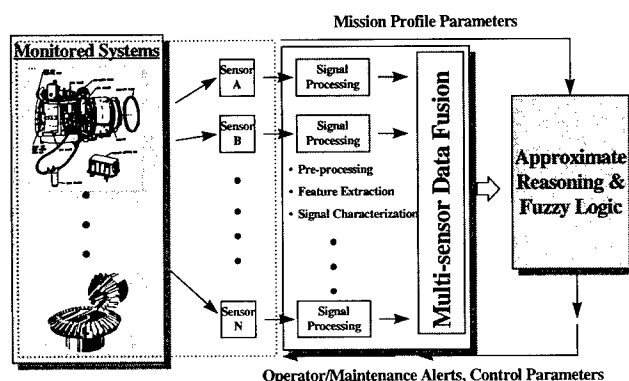 Mission Profile Parameters
Monitored Systems
Sensor
A
Signal
Processing
Sensor
B
Signal
Processing
• Pre-processing
• Feature Extraction
• Signal Characterization
Sensor
N
Signal
Processing
Multi-sensor Data Fusion
Approximate
Reasoning &
Fuzzy Logic
Operator/Maintenance Alerts, Control Parameters